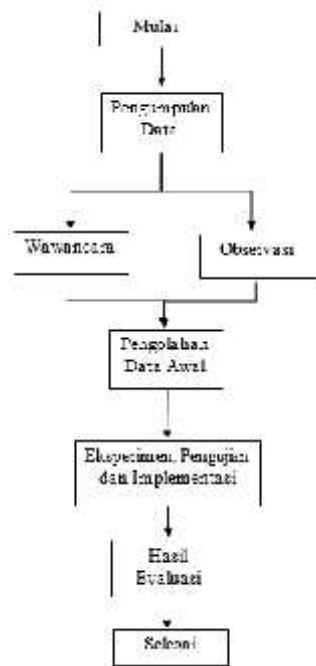 Mulai
Pengumpulan
Data
Wawancara
Observasi
Pengolahan
Data Awal
Eksperimen, Pengujian
dan Implementasi
Hasil
Evaluasi
Selesai